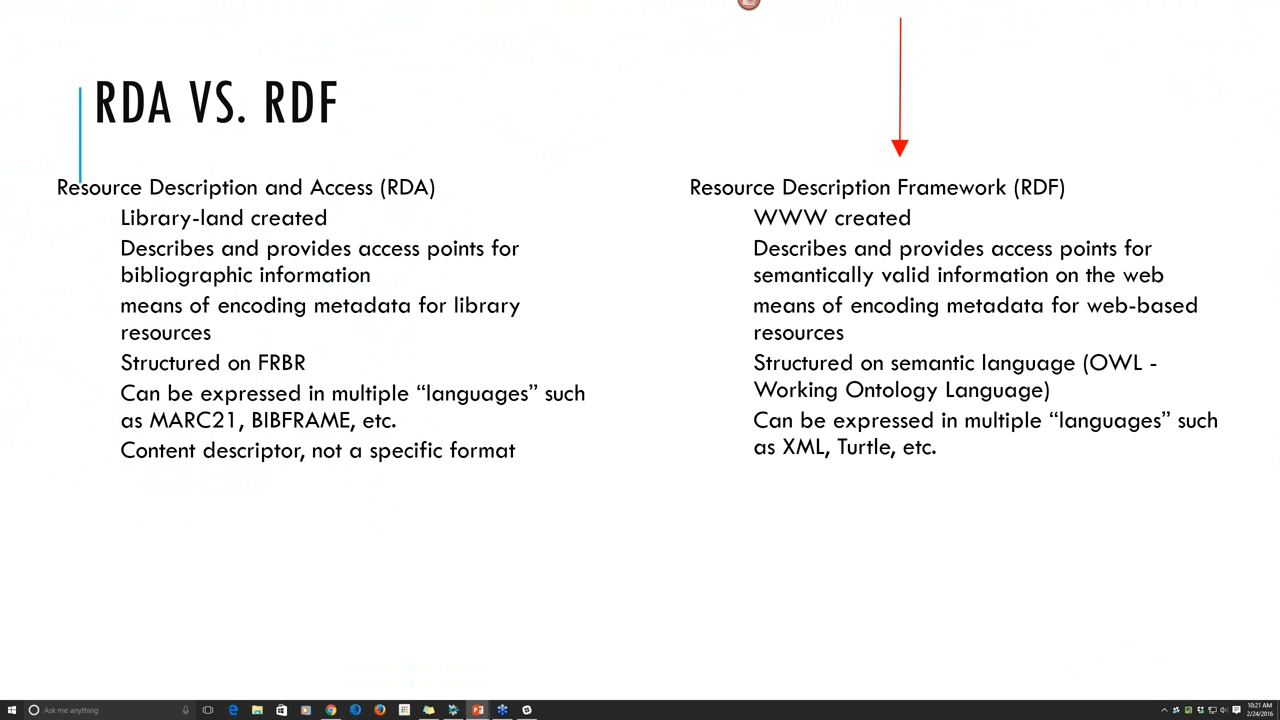 RDA VS. RDF
Resource Description and Access (RDA)
Library-land created
Describes and provides access points for
bibliographic information
means of encoding metadata for library
resources
Structured on FRBR
Can be expressed in multiple “languages” such
as MARC21, BIBFRAME, etc.
Content descriptor, not a specific format
Resource Description Framework (RDF)
WWW created
Describes and provides access points for
semantically valid information on the web
means of encoding metadata for web-based
resources
Structured on semantic language (OWL -
Working Ontology Language)
Can be expressed in multiple “languages” such
as XML, Turtle, etc.
Ask me anything
10:21 AM
2/24/2016